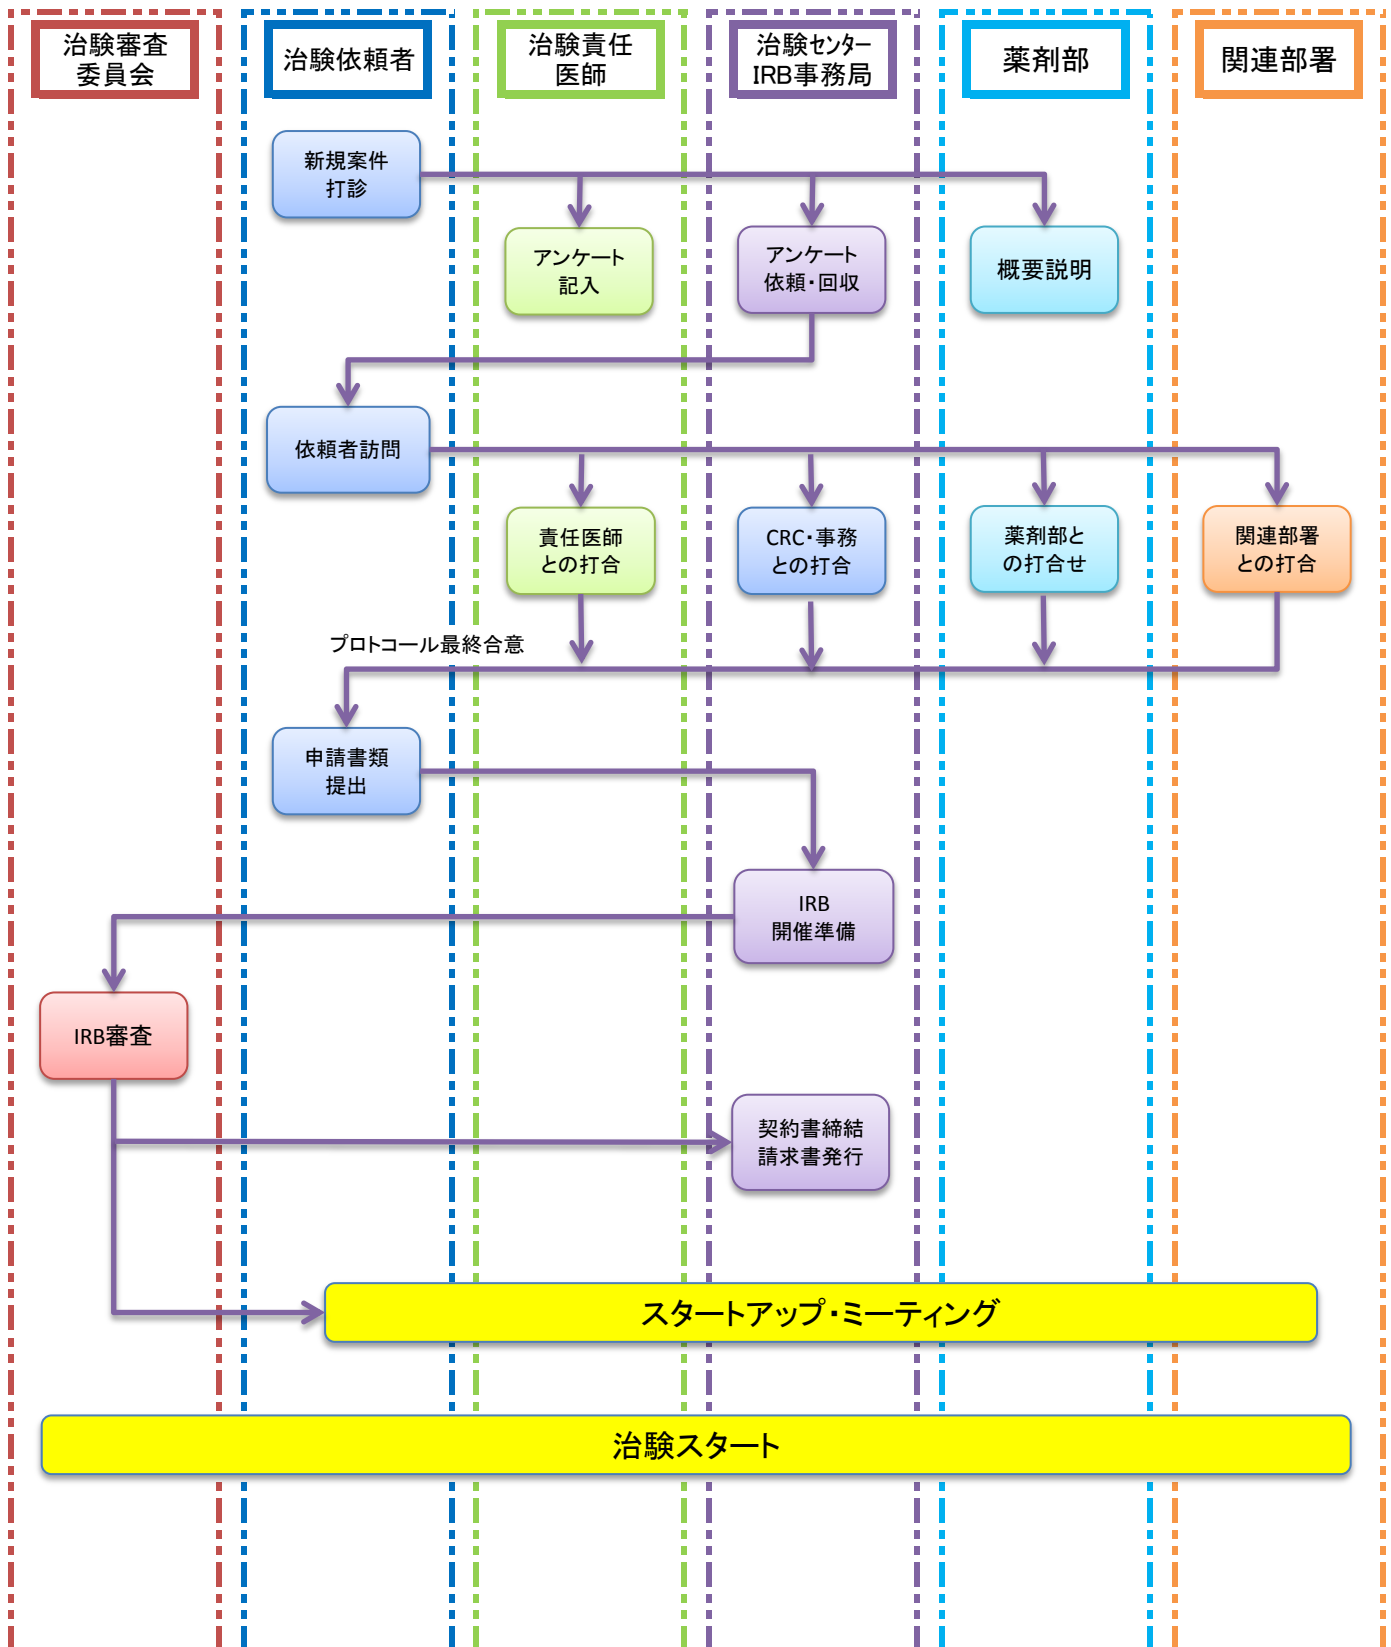 治験審査
委員会
治験依頼者
治験責任
医師
治験センター
IRB事務局
薬剤部
関連部署
新規案件
打診
アンケート
記入
アンケート
依頼・回収
概要説明
依頼者訪問
責任医師
との打合
CRC・事務
との打合
薬剤部と
の打合せ
関連部署
との打合
プロトコール最終合意
申請書類
提出
IRB
開催準備
IRB審査
契約書締結
請求書発行
スタートアップ・ミーティング
治験スタート